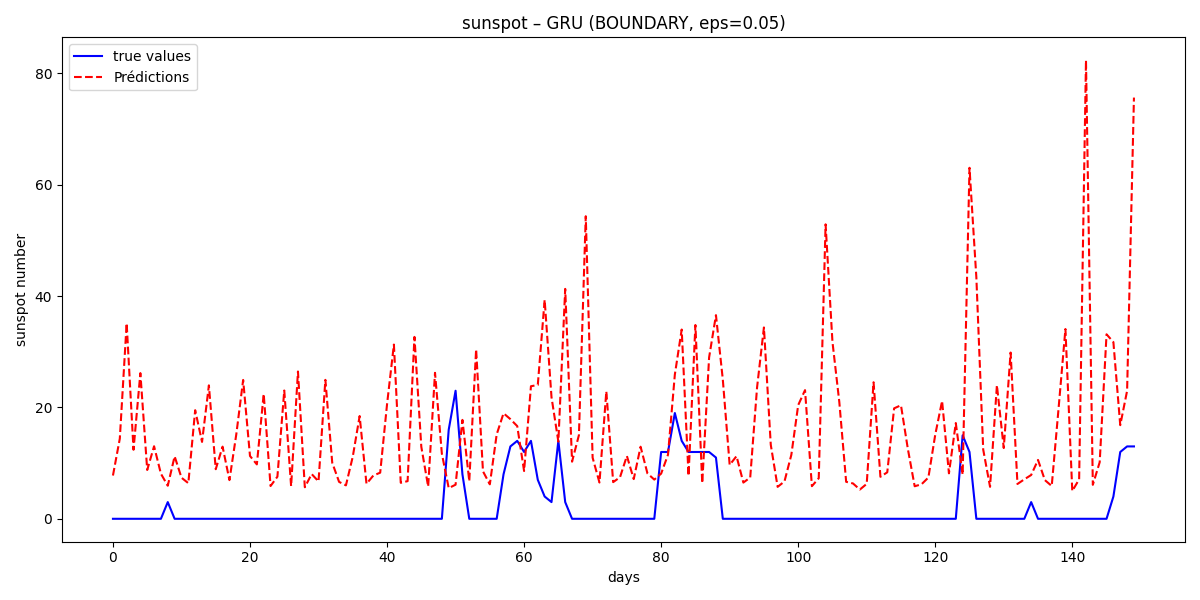 sunspot – GRU (BOUNDARY, eps=0.05)
true values
Prédictions
sunspot number
80
60
40
20
0
0 20 40 60 80 100 120 140
days